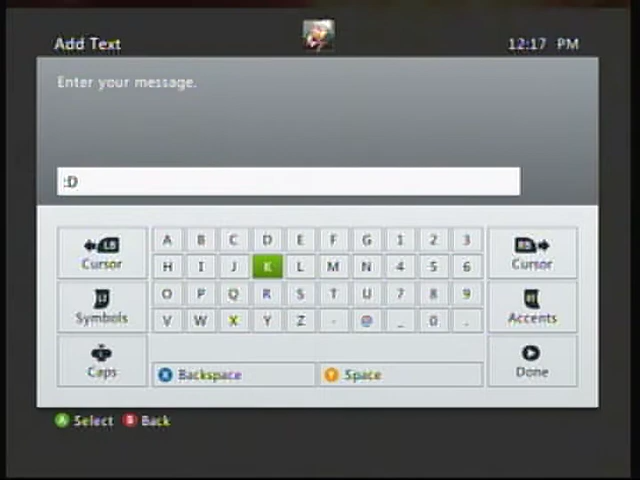 Add Text
12:17 PM
Enter your message.
:D
LB
Cursor
A B C D E F G 1 2 3
RB
Cursor
H I J K L M N 4 5 6
Symbols
O P Q R S T U 7 8 9
Accents
V W X Y Z - @ _ 0 .
Caps
X Backspace
Y Space
Done
A Select B Back